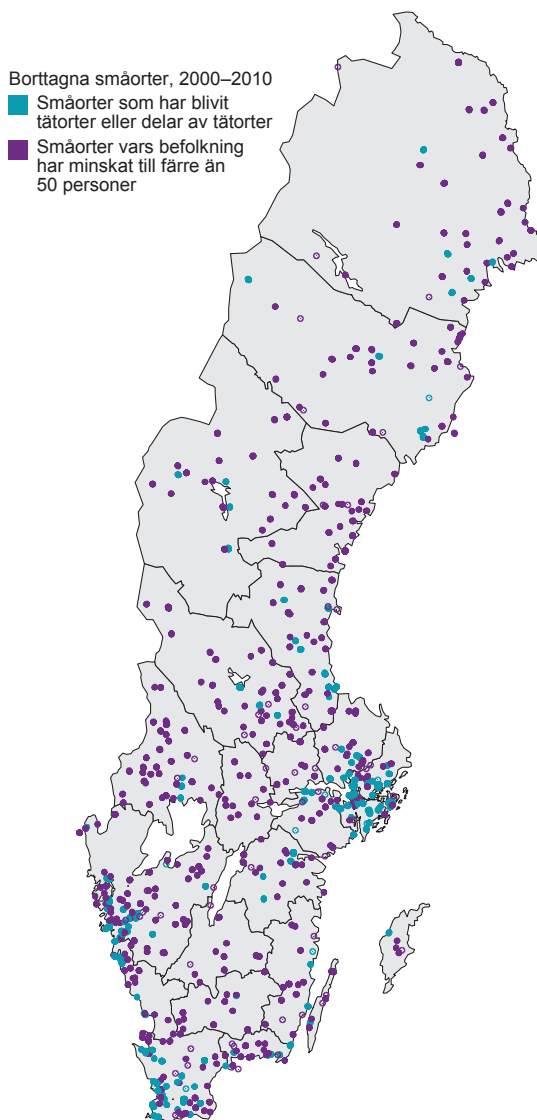 Borttagna småorter, 2000–2010
Småorter som har blivit
tätorter eller delar av tätorter
Småorter vars befolkning
har minskat till färre än
50 personer